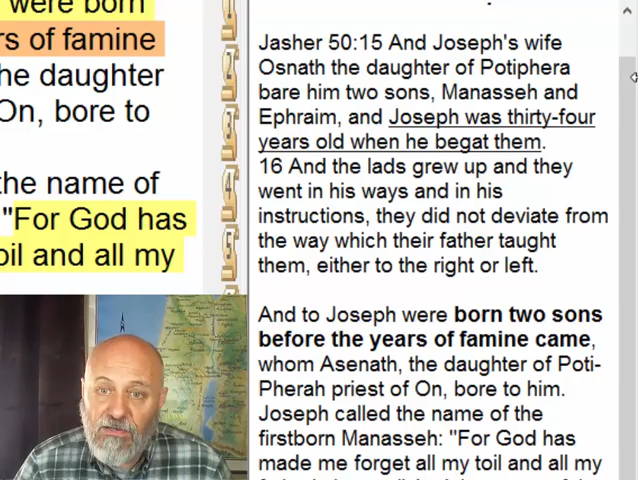 were born
rs of famine
he daughter
On, bore to
the name of
"For God has
oil and all my
2
3
4
5
Jasher 50:15 And Joseph's wife
Osnath the daughter of Potiphera
bare him two sons, Manasseh and
Ephraim, and Joseph was thirty-four
years old when he begat them.
16 And the lads grew up and they
went in his ways and in his
instructions, they did not deviate from
the way which their father taught
them, either to the right or left.
And to Joseph were born two sons
before the years of famine came,
whom Asenath, the daughter of Poti-
Pherah priest of On, bore to him.
Joseph called the name of the
firstborn Manasseh: "For God has
made me forget all my toil and all my